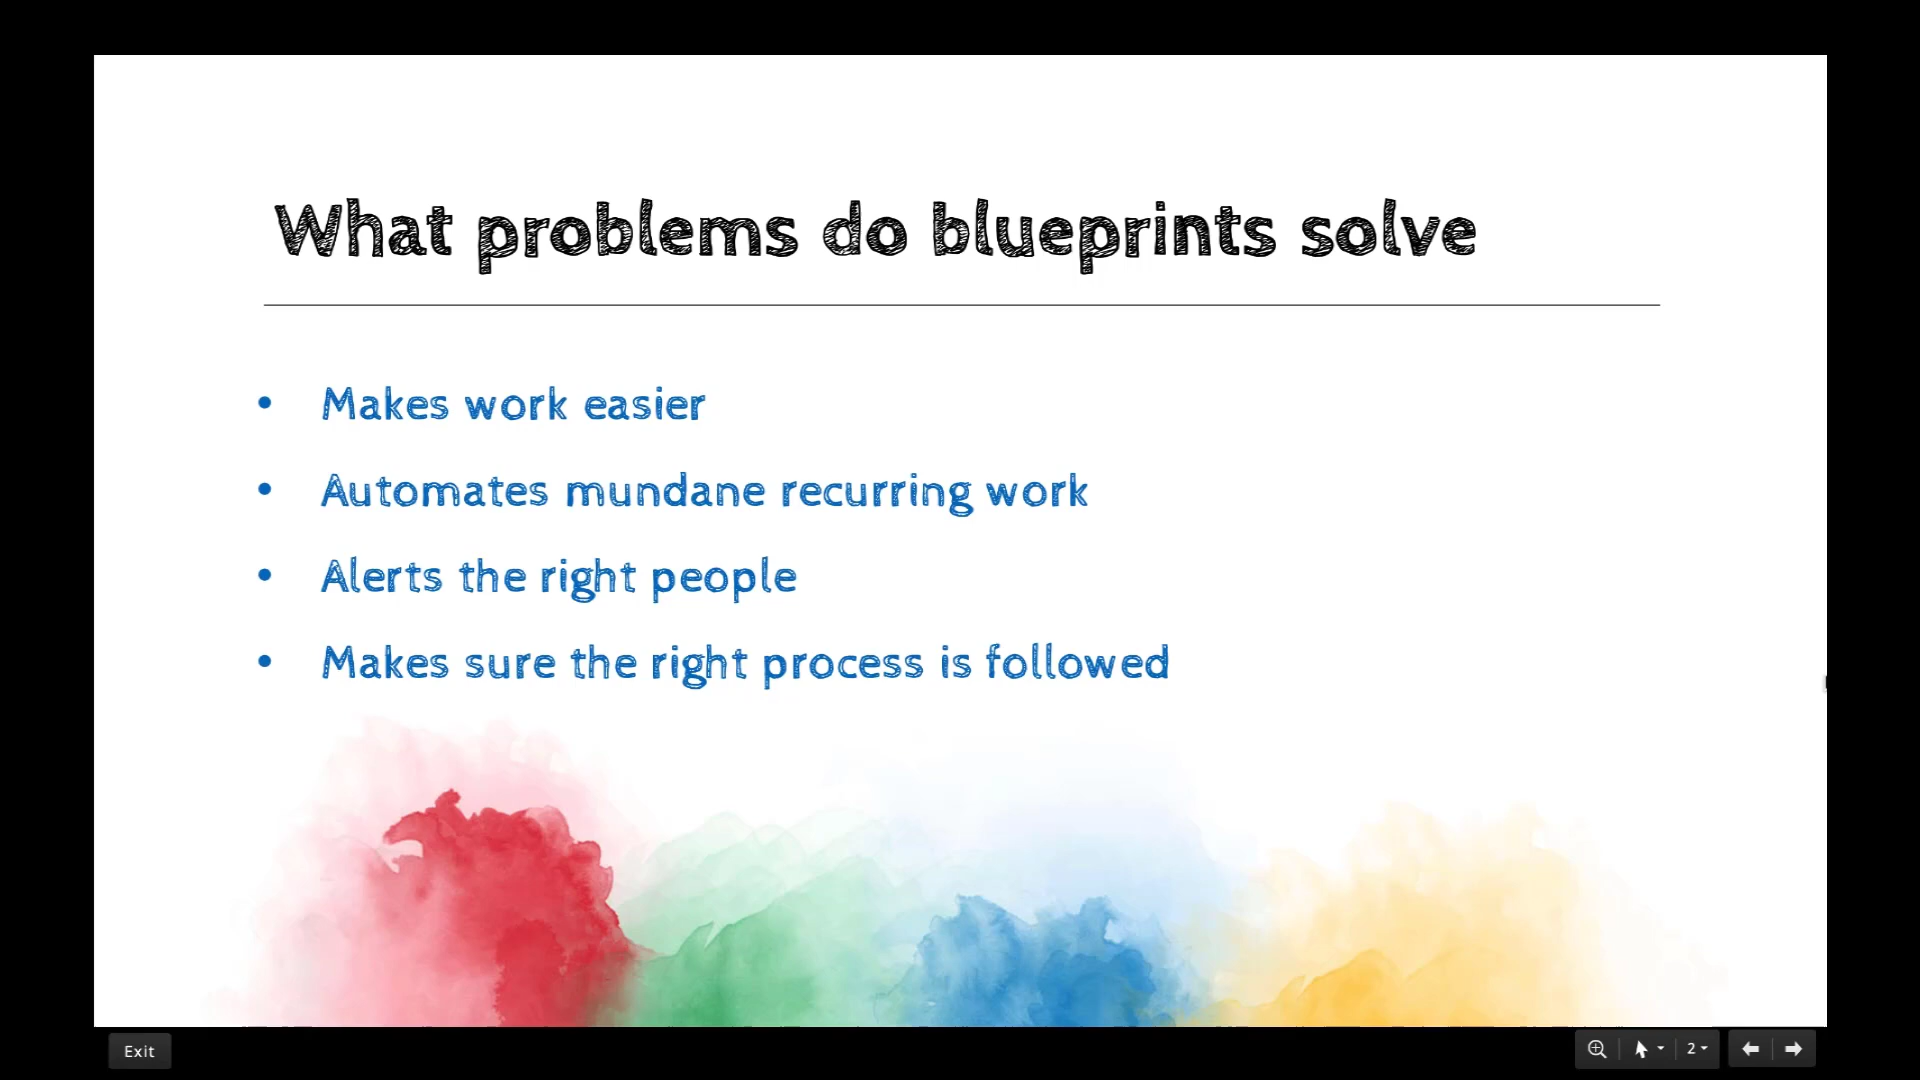 What problems do blueprints solve
• Makes work easier
• Automates mundane recurring work
• Alerts the right people
• Makes sure the right process is followed
Exit
2